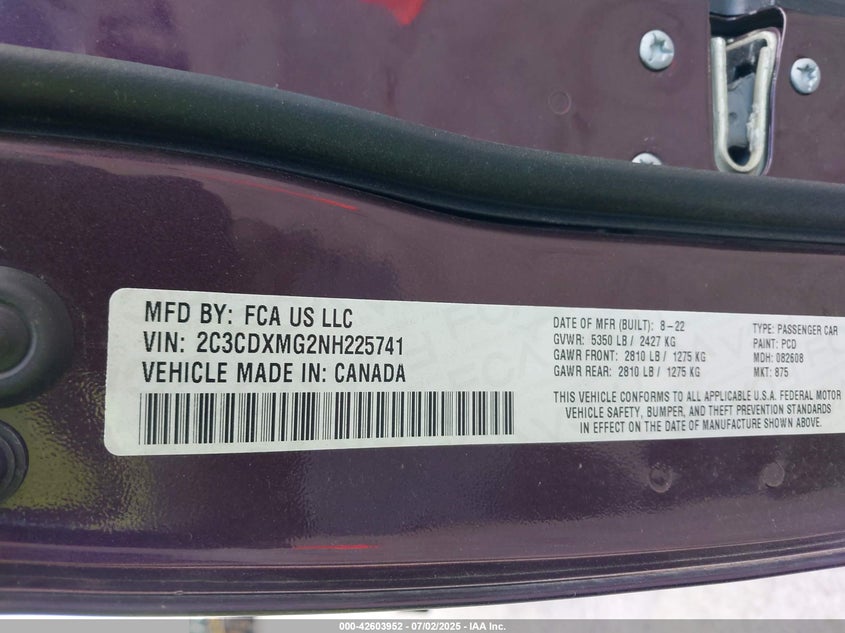 MFD BY: FCA US LLC
VIN: 2C3CDXMG2NH225741
VEHICLE MADE IN: CANADA
DATE OF MFR (BUILT): 8-22
GVWR: 5350 LB / 2427 KG
GAWR FRONT: 2810 LB / 1275 KG
GAWR REAR: 2810 LB / 1275 KG
TYPE: PASSENGER CAR
PAINT: PCD
MDH: 082608
MKT: 875
THIS VEHICLE CONFORMS TO ALL APPLICABLE U.S.A. FEDERAL MOTOR
VEHICLE SAFETY, BUMPER, AND THEFT PREVENTION STANDARDS
IN EFFECT ON THE DATE OF MANUFACTURE SHOWN ABOVE.
000-42603952 - 07/02/2025 - IAA Inc.